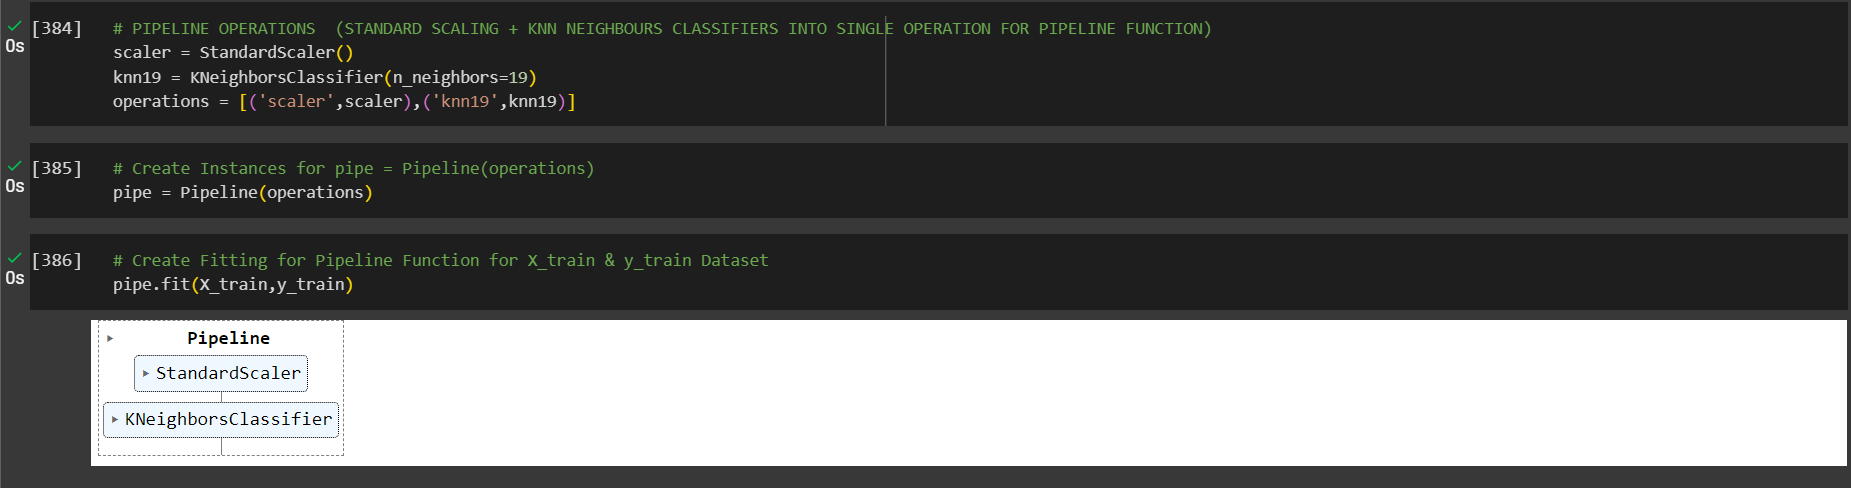 [384] # PIPELINE OPERATIONS  (STANDARD SCALING + KNN NEIGHBOURS CLASSIFIERS INTO SINGLE OPERATION FOR PIPELINE FUNCTION)
0s scaler = StandardScaler()
knn19 = KNeighborsClassifier(n_neighbors=19)
operations = [('scaler',scaler),('knn19',knn19)]
[385] # Create Instances for pipe = Pipeline(operations)
0s pipe = Pipeline(operations)
[386] # Create Fitting for Pipeline Function for X_train & y_train Dataset
0s pipe.fit(X_train,y_train)
Pipeline
StandardScaler
KNeighborsClassifier